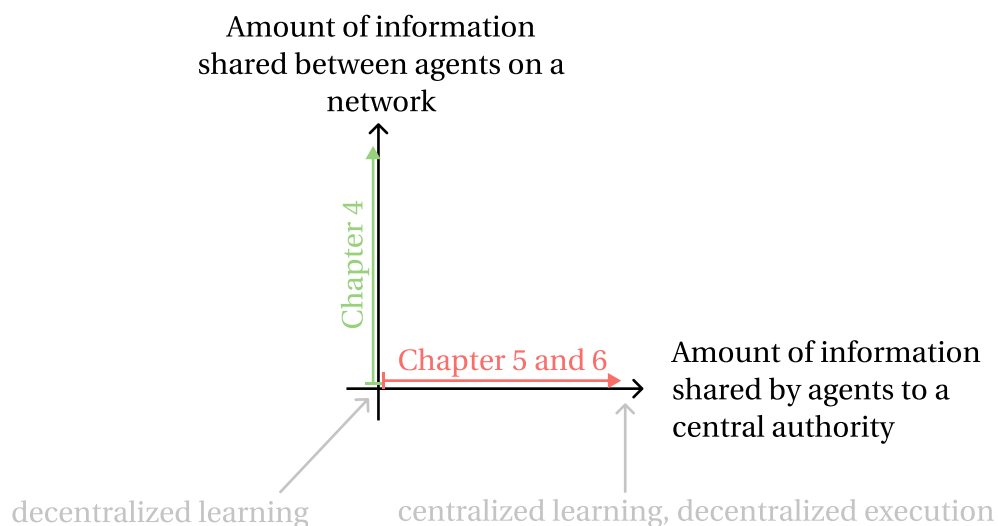 Amount of information
shared between agents on a
network
Chapter 4
Chapter 5 and 6
Amount of information
shared by agents to a
central authority
decentralized learning
centralized learning, decentralized execution